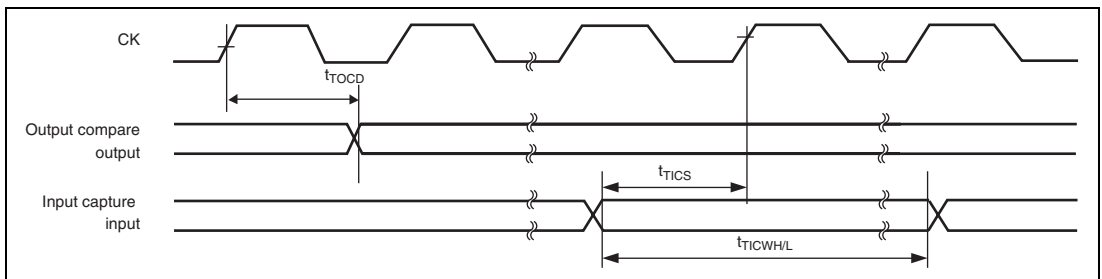 CK
tTOCD
Output compare
output
tTICS
Input capture
input
tTICWH/L